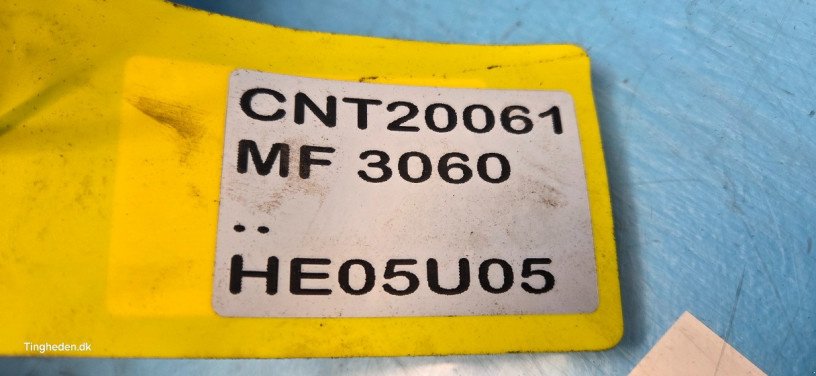 CNT20061
MF 3060
..
HE05U05
Tingheden.dk